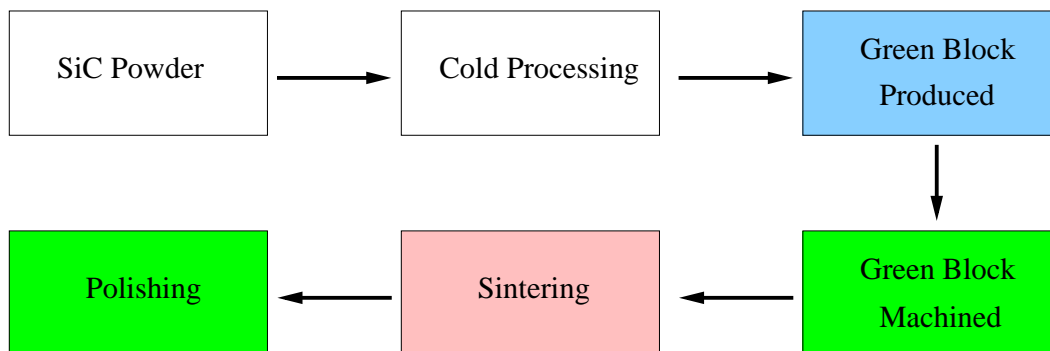 SiC Powder
Cold Processing
Green Block
Produced
Green Block
Machined
Sintering
Polishing